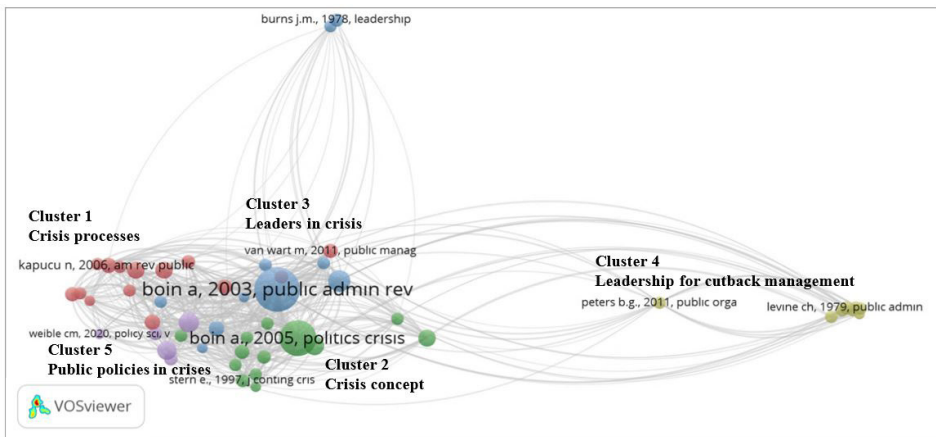 burns j.m., 1978, leadership
Cluster 1
Crisis processes
Cluster 3
Leaders in crisis
kapucu n, 2006, am rev public
van wart m, 2011, public manag
Cluster 4
Leadership for cutback management
boin a, 2003, public admin rev
peters b.g., 2011, public orga
levine ch, 1979, public admin
weible cm, 2020, policy sci, v
boin a., 2005, politics crisis
Cluster 5
Public policies in crises
Cluster 2
Crisis concept
stern e., 1997, j conting cris
VOSviewer